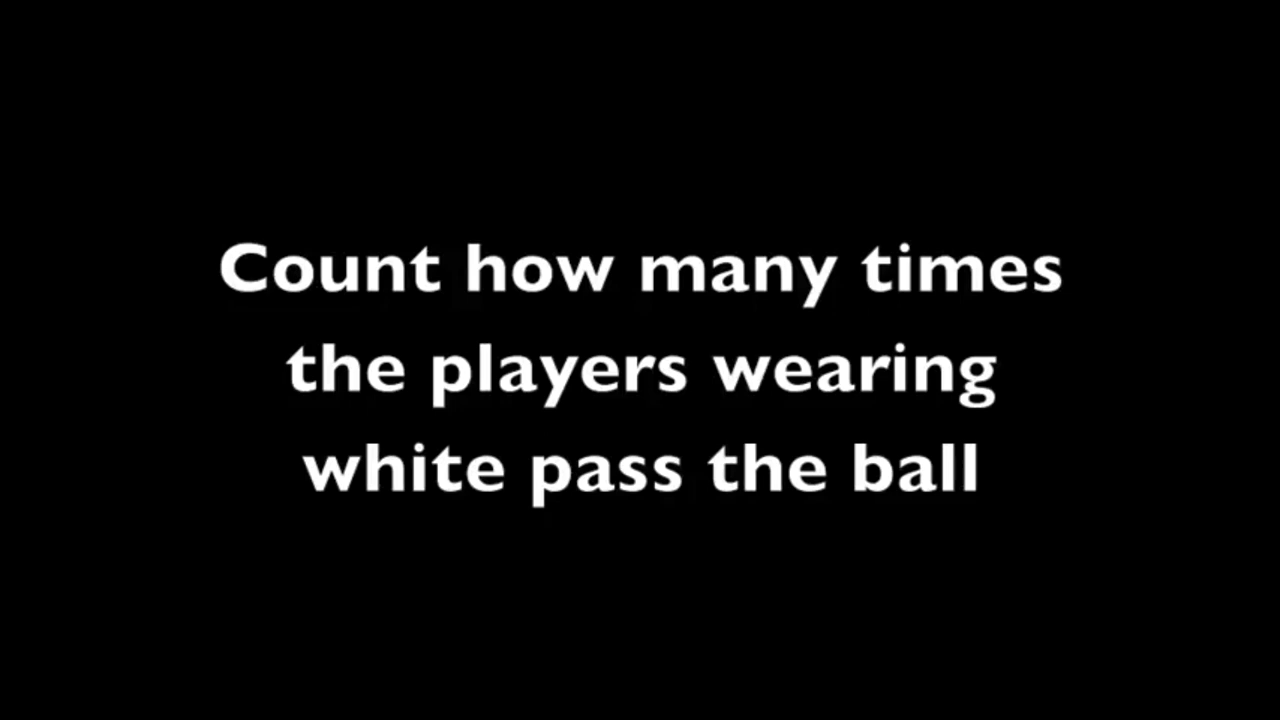 Count how many times
the players wearing
white pass the ball